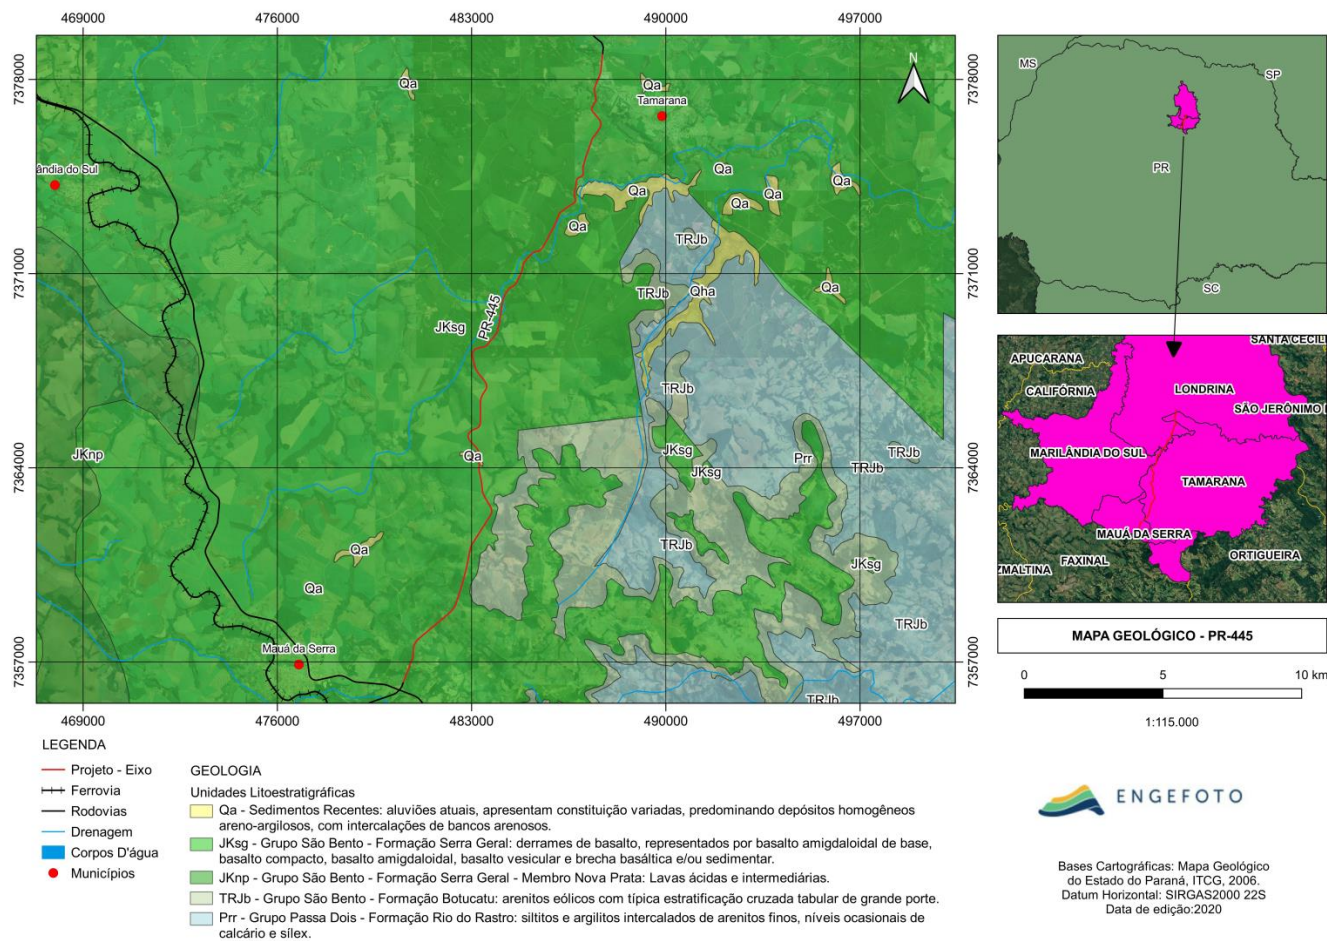 469000
476000
483000
490000
497000
7378000
7371000
7364000
7357000
7378000
7371000
7364000
7357000
N
Qa
Qa
Tamarana
ândia do Sul
Qa
Qa
Qa
Qa
Qa
Qa
TRJb
TRJb
Qha
Qa
JKsg
PR-445
TRJb
JKnp
Qa
JKsg
JKsg
Prr
TRJb
TRJb
Qa
TRJb
JKsg
Qa
TRJb
Mauá da Serra
TRJb
469000
476000
483000
490000
497000
MS
SP
PR
SC
SANTA CECILI
APUCARANA
CALIFÓRNIA
LONDRINA
SÃO JERÔNIMO
MARILÂNDIA DO SUL
TAMARANA
MAUÁ DA SERRA
ORTIGUEIRA
FAXINAL
ZMALTINA
MAPA GEOLÓGICO - PR-445
0 5 10 km
1:115.000
LEGENDA
Projeto - Eixo
Ferrovia
Rodovias
Drenagem
Corpos D'água
Municípios
GEOLOGIA
Unidades Litoestratigráficas
Qa - Sedimentos Recentes: aluviões atuais, apresentam constituição variadas, predominando depósitos homogêneos
areno-argilosos, com intercalações de bancos arenosos.
JKsg - Grupo São Bento - Formação Serra Geral: derrames de basalto, representados por basalto amigdaloidal de base,
basalto compacto, basalto amigdaloidal, basalto vesicular e brecha basáltica e/ou sedimentar.
JKnp - Grupo São Bento - Formação Serra Geral - Membro Nova Prata: Lavas ácidas e intermediárias.
TRJb - Grupo São Bento - Formação Botucatu: arenitos eólicos com típica estratificação cruzada tabular de grande porte.
Prr - Grupo Passa Dois - Formação Rio do Rastro: siltitos e argilitos intercalados de arenitos finos, níveis ocasionais de
calcário e sílex.
ENGEFOTO
Bases Cartográficas: Mapa Geológico
do Estado do Paraná, ITCG, 2006.
Datum Horizontal: SIRGAS2000 22S
Data de edição:2020